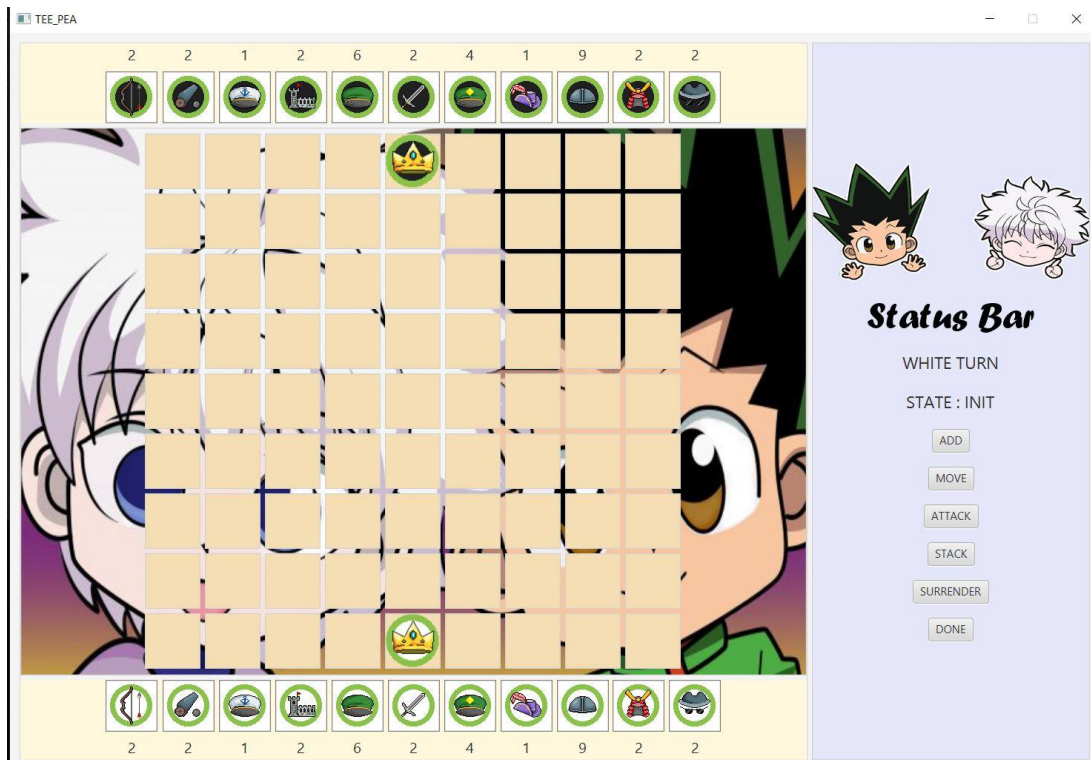 TEE_PEA
2 2 1 2 6 2 4 1 9 2 2
Status Bar
WHITE TURN
STATE : INIT
ADD
MOVE
ATTACK
STACK
SURRENDER
DONE
2 2 1 2 6 2 4 1 9 2 2